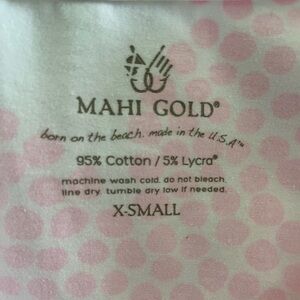 MAHI GOLD®
born on the beach. made in the U.S.A™
95% Cotton / 5% Lycra®
machine wash cold. do not bleach.
line dry. tumble dry low if needed.
X-SMALL